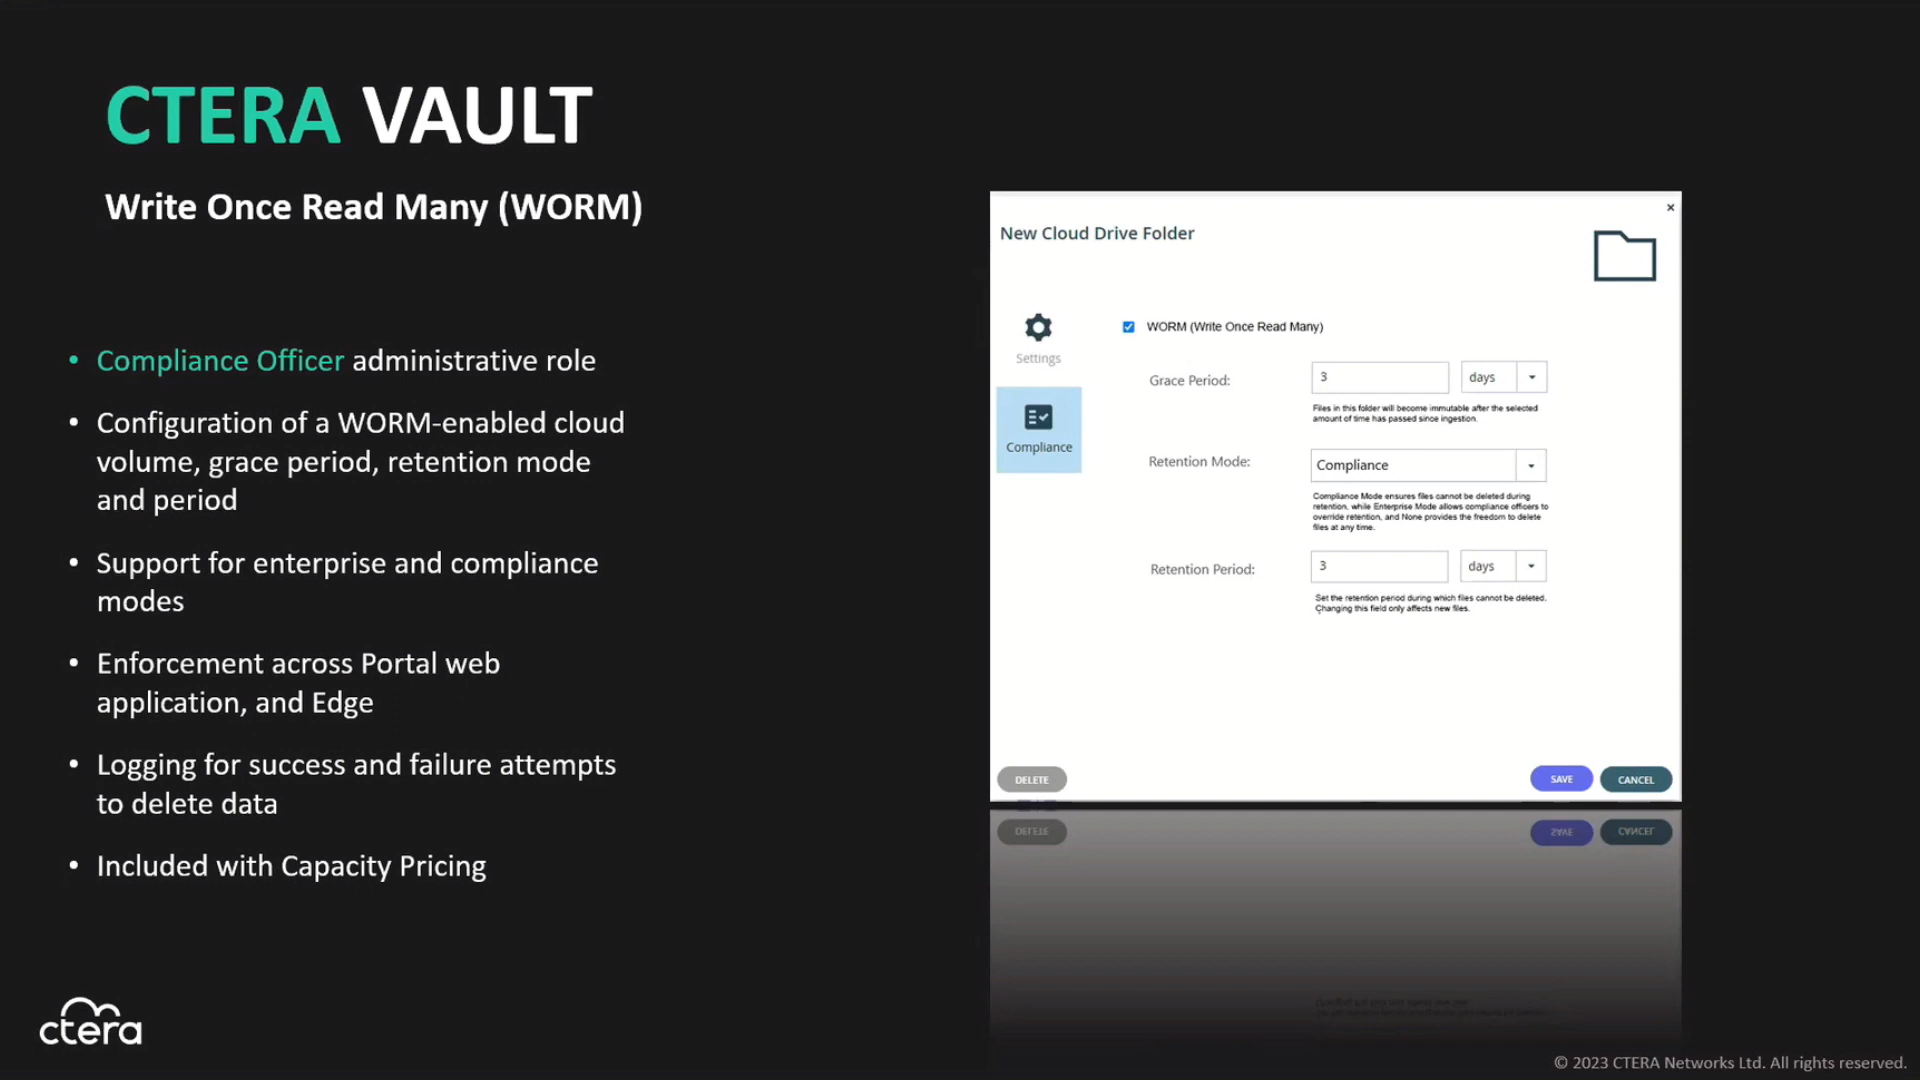 CTERA VAULT
Write Once Read Many (WORM)
• Compliance Officer administrative role
• Configuration of a WORM-enabled cloud
volume, grace period, retention mode
and period
• Support for enterprise and compliance
modes
• Enforcement across Portal web
application, and Edge
• Logging for success and failure attempts
to delete data
• Included with Capacity Pricing
ctera
×
New Cloud Drive Folder
Settings
Compliance
WORM (Write Once Read Many)
Grace Period:
3
days
Files in this folder will become immutable after the selected
amount of time has passed since ingestion.
Retention Mode:
Compliance
Compliance Mode ensures files cannot be deleted during
retention, while Enterprise Mode allows compliance officers to
override retention, and None provides the freedom to delete
files at any time.
Retention Period:
3
days
Set the retention period during which files cannot be deleted.
Changing this field only affects new files.
DELETE
SAVE
CANCEL
DELETE
SAVE
CANCEL
© 2023 CTERA Networks Ltd. All rights reserved.